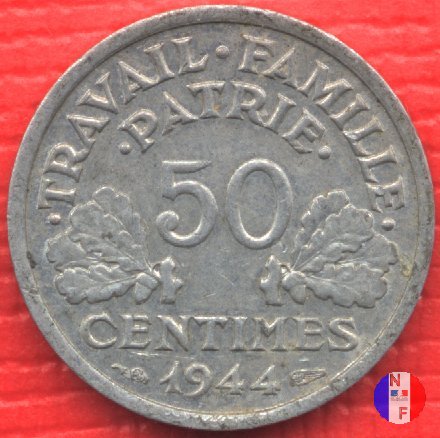 ·TRAVAIL·FAMILLE·
·PATRIE·
50
CENTIMES
1944
N
F